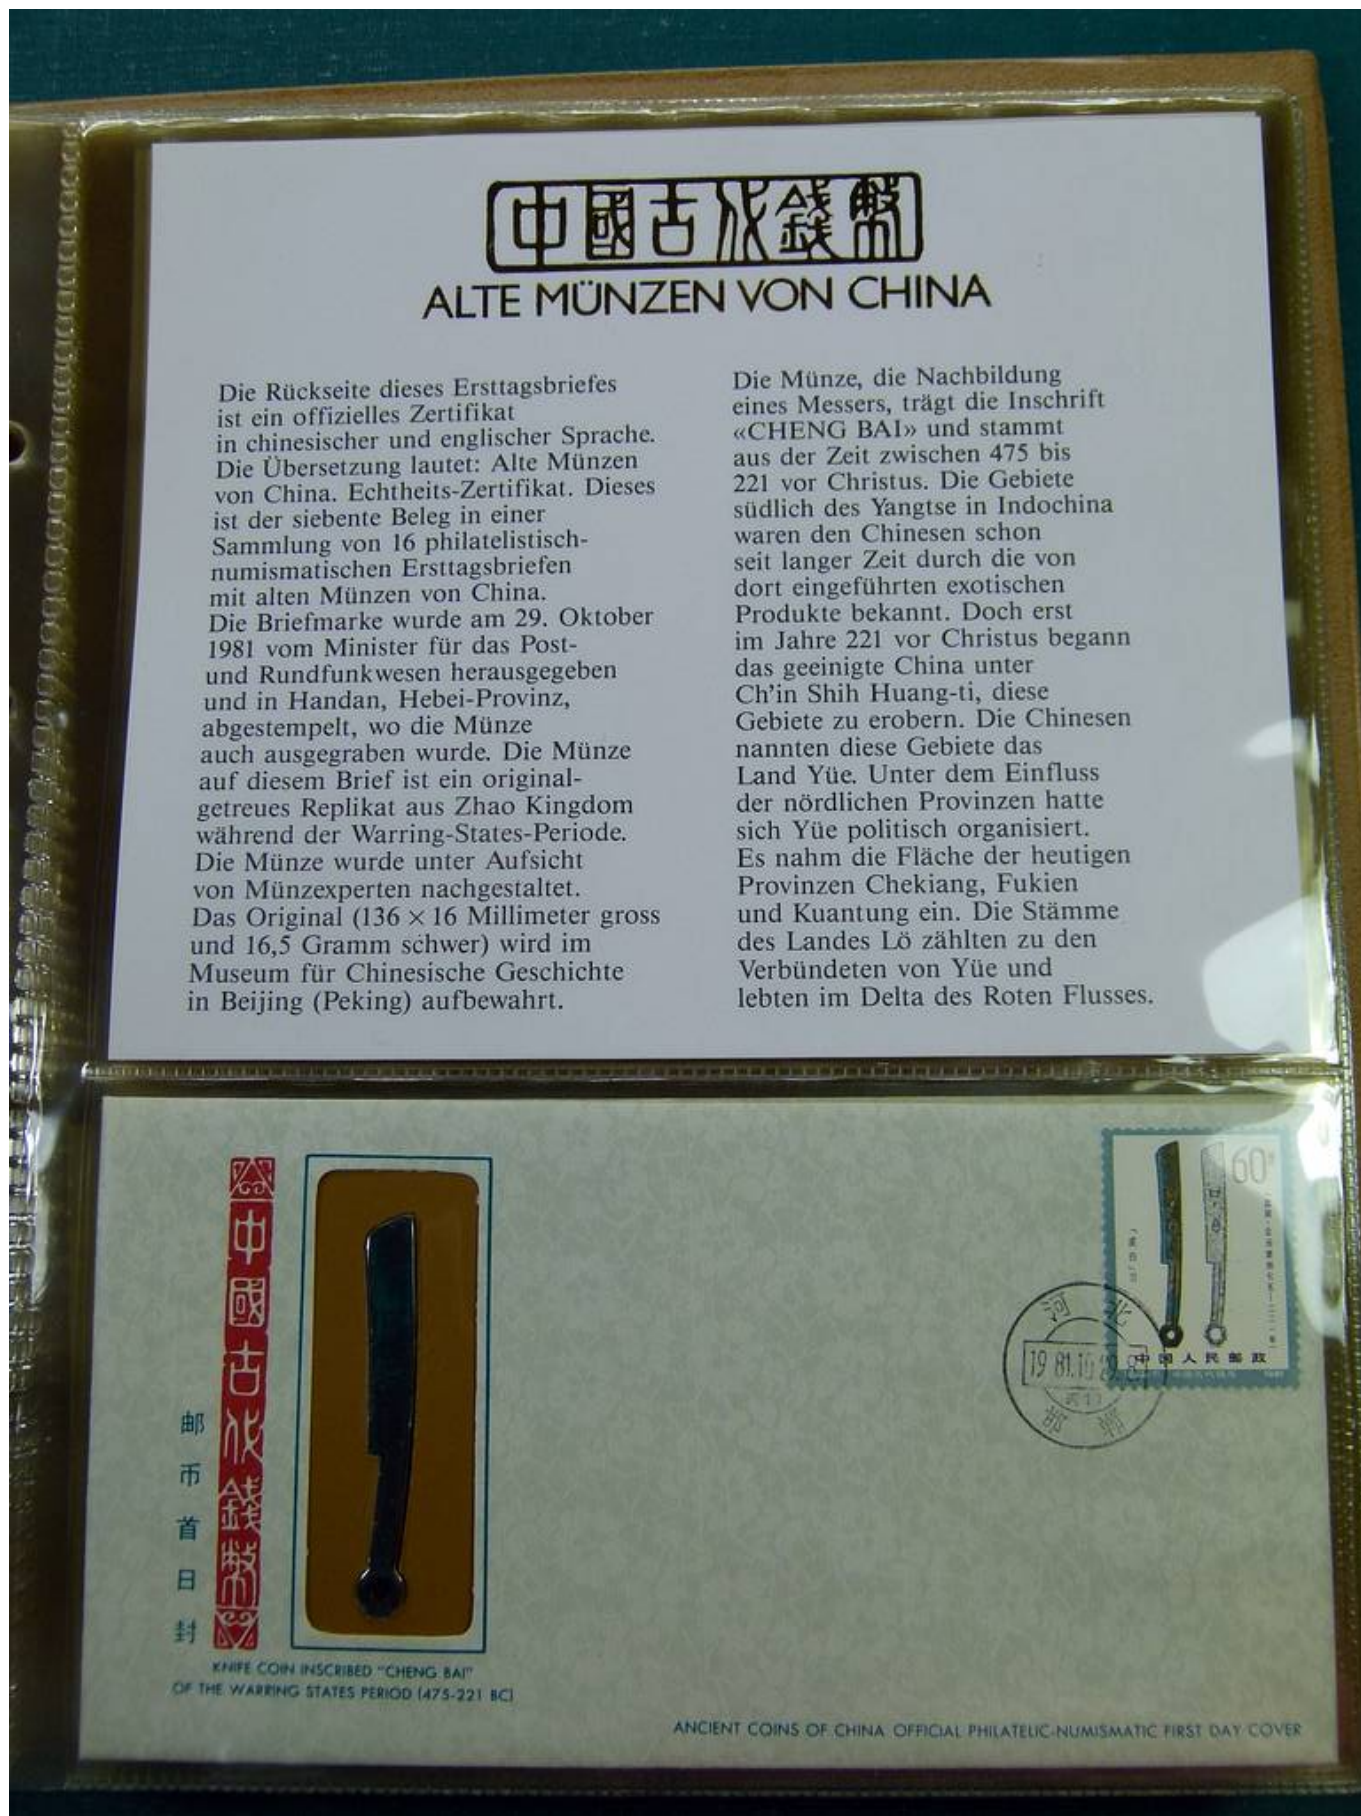 中國古代錢幣
ALTE MÜNZEN VON CHINA
Die Rückseite dieses Ersttagsbriefes
ist ein offizielles Zertifikat
in chinesischer und englischer Sprache.
Die Übersetzung lautet: Alte Münzen
von China. Echtheits-Zertifikat. Dieses
ist der siebente Beleg in einer
Sammlung von 16 philatelistisch-
numismatischen Ersttagsbriefen
mit alten Münzen von China.
Die Briefmarke wurde am 29. Oktober
1981 vom Minister für das Post-
und Rundfunkwesen herausgegeben
und in Handan, Hebei-Provinz,
abgestempelt, wo die Münze
auch ausgegraben wurde. Die Münze
auf diesem Brief ist ein original-
getreues Replikat aus Zhao Kingdom
während der Warring-States-Periode.
Die Münze wurde unter Aufsicht
von Münzexperten nachgestaltet.
Das Original (136 × 16 Millimeter gross
und 16,5 Gramm schwer) wird im
Museum für Chinesische Geschichte
in Beijing (Peking) aufbewahrt.
Die Münze, die Nachbildung
eines Messers, trägt die Inschrift
«CHENG BAI» und stammt
aus der Zeit zwischen 475 bis
221 vor Christus. Die Gebiete
südlich des Yangtse in Indochina
waren den Chinesen schon
seit langer Zeit durch die von
dort eingeführten exotischen
Produkte bekannt. Doch erst
im Jahre 221 vor Christus begann
das geeinigte China unter
Ch'in Shih Huang-ti, diese
Gebiete zu erobern. Die Chinesen
nannten diese Gebiete das
Land Yüe. Unter dem Einfluss
der nördlichen Provinzen hatte
sich Yüe politisch organisiert.
Es nahm die Fläche der heutigen
Provinzen Chekiang, Fukien
und Kuantung ein. Die Stämme
des Landes Lö zählten zu den
Verbündeten von Yüe und
lebten im Delta des Roten Flusses.
中國古代錢幣
邮币首日封
KNIFE COIN INSCRIBED "CHENG BAI"
OF THE WARRING STATES PERIOD (475-221 BC)
60
中国人民邮政
河北
1981.10.29.
邯郸
ANCIENT COINS OF CHINA OFFICIAL PHILATELIC-NUMISMATIC FIRST DAY COVER